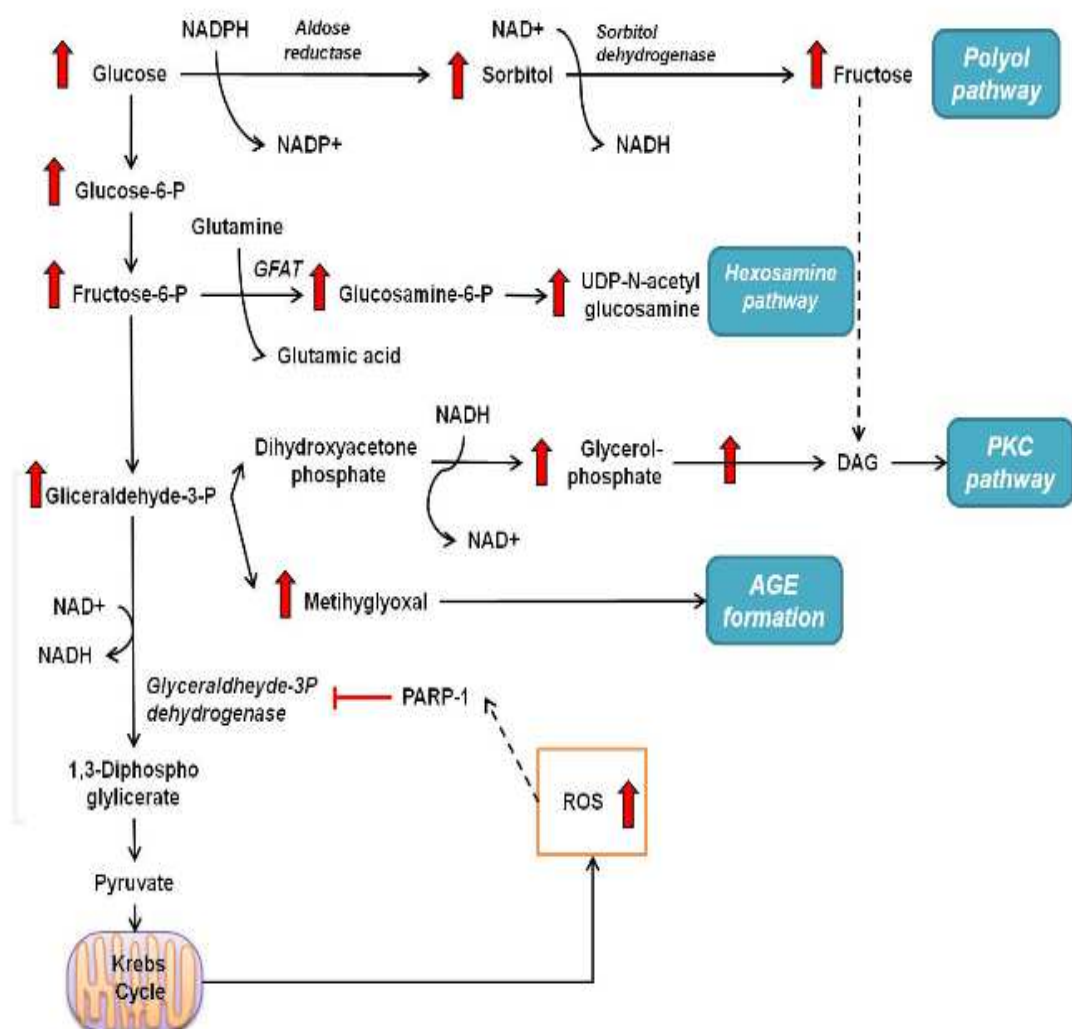 NADPH
Aldose
reductase
NAD+
Sorbitol
dehydrogenase
Glucose
Sorbitol
Fructose
Polyol
pathway
NADP+
NADH
Glucose-6-P
Glutamine
GFAT
Fructose-6-P
Glucosamine-6-P
UDP-N-acetyl
glucosamine
Hexosamine
pathway
Glutamic acid
NADH
Dihydroxyacetone
phosphate
Glycerol-
phosphate
DAG
PKC
pathway
Gliceraldehyde-3-P
NAD+
Metihyglyoxal
AGE
formation
NAD+
NADH
Glyceraldheyde-3P
dehydrogenase
PARP-1
1,3-Diphospho
glylicerate
ROS
Pyruvate
Krebs
Cycle